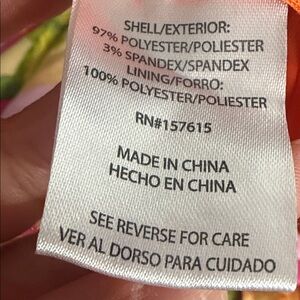 SHELL/EXTERIOR:
97% POLYESTER/POLIESTER
3% SPANDEX/SPANDEX
LINING/FORRO:
100% POLYESTER/POLIESTER
RN#157615
MADE IN CHINA
HECHO EN CHINA
SEE REVERSE FOR CARE
VER AL DORSO PARA CUIDADO